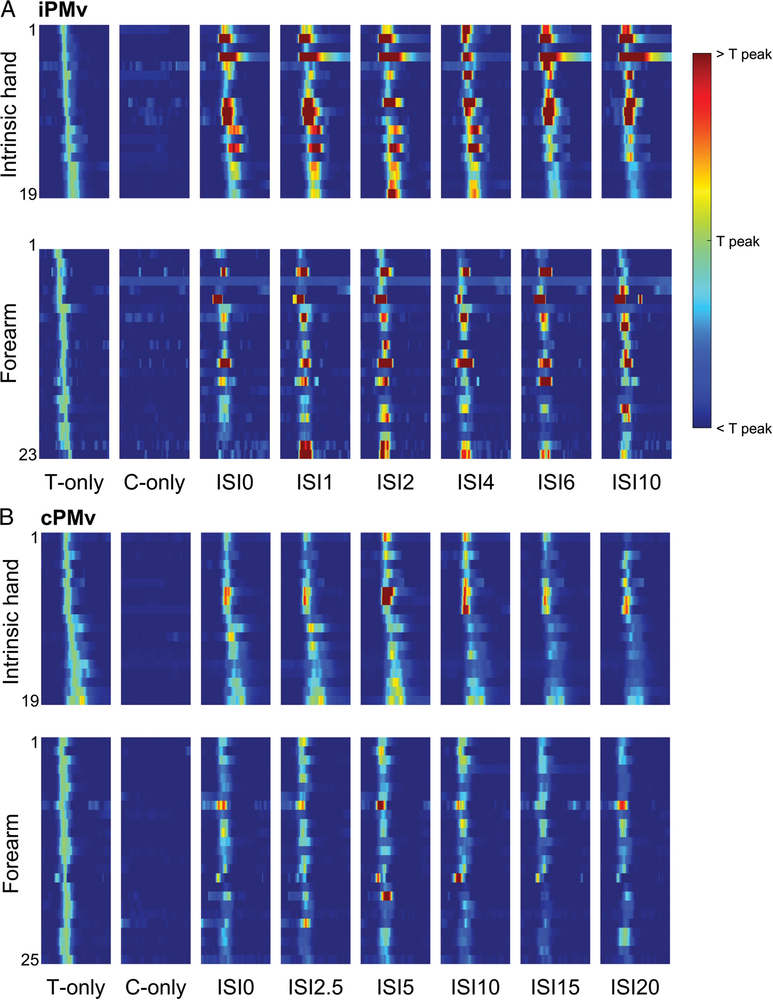 A iPMv
1
Intrinsic hand
19
> T peak
T peak
< T peak
1
Forearm
23
T-only C-only ISI0 ISI1 ISI2 ISI4 ISI6 ISI10
B cPMv
1
Intrinsic hand
19
1
Forearm
25
T-only C-only ISI0 ISI2.5 ISI5 ISI10 ISI15 ISI20